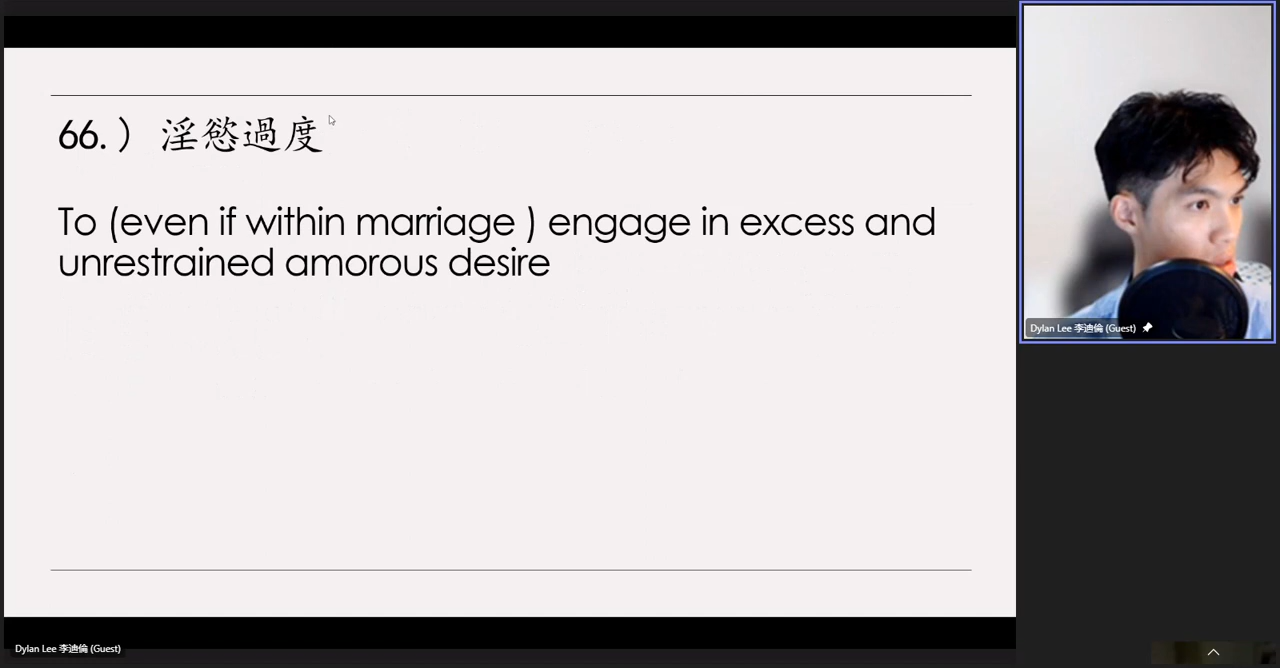 66.） 淫慾過度
To (even if within marriage ) engage in excess and
unrestrained amorous desire
Dylan Lee 李迪倫 (Guest)
Dylan Lee 李迪倫 (Guest)